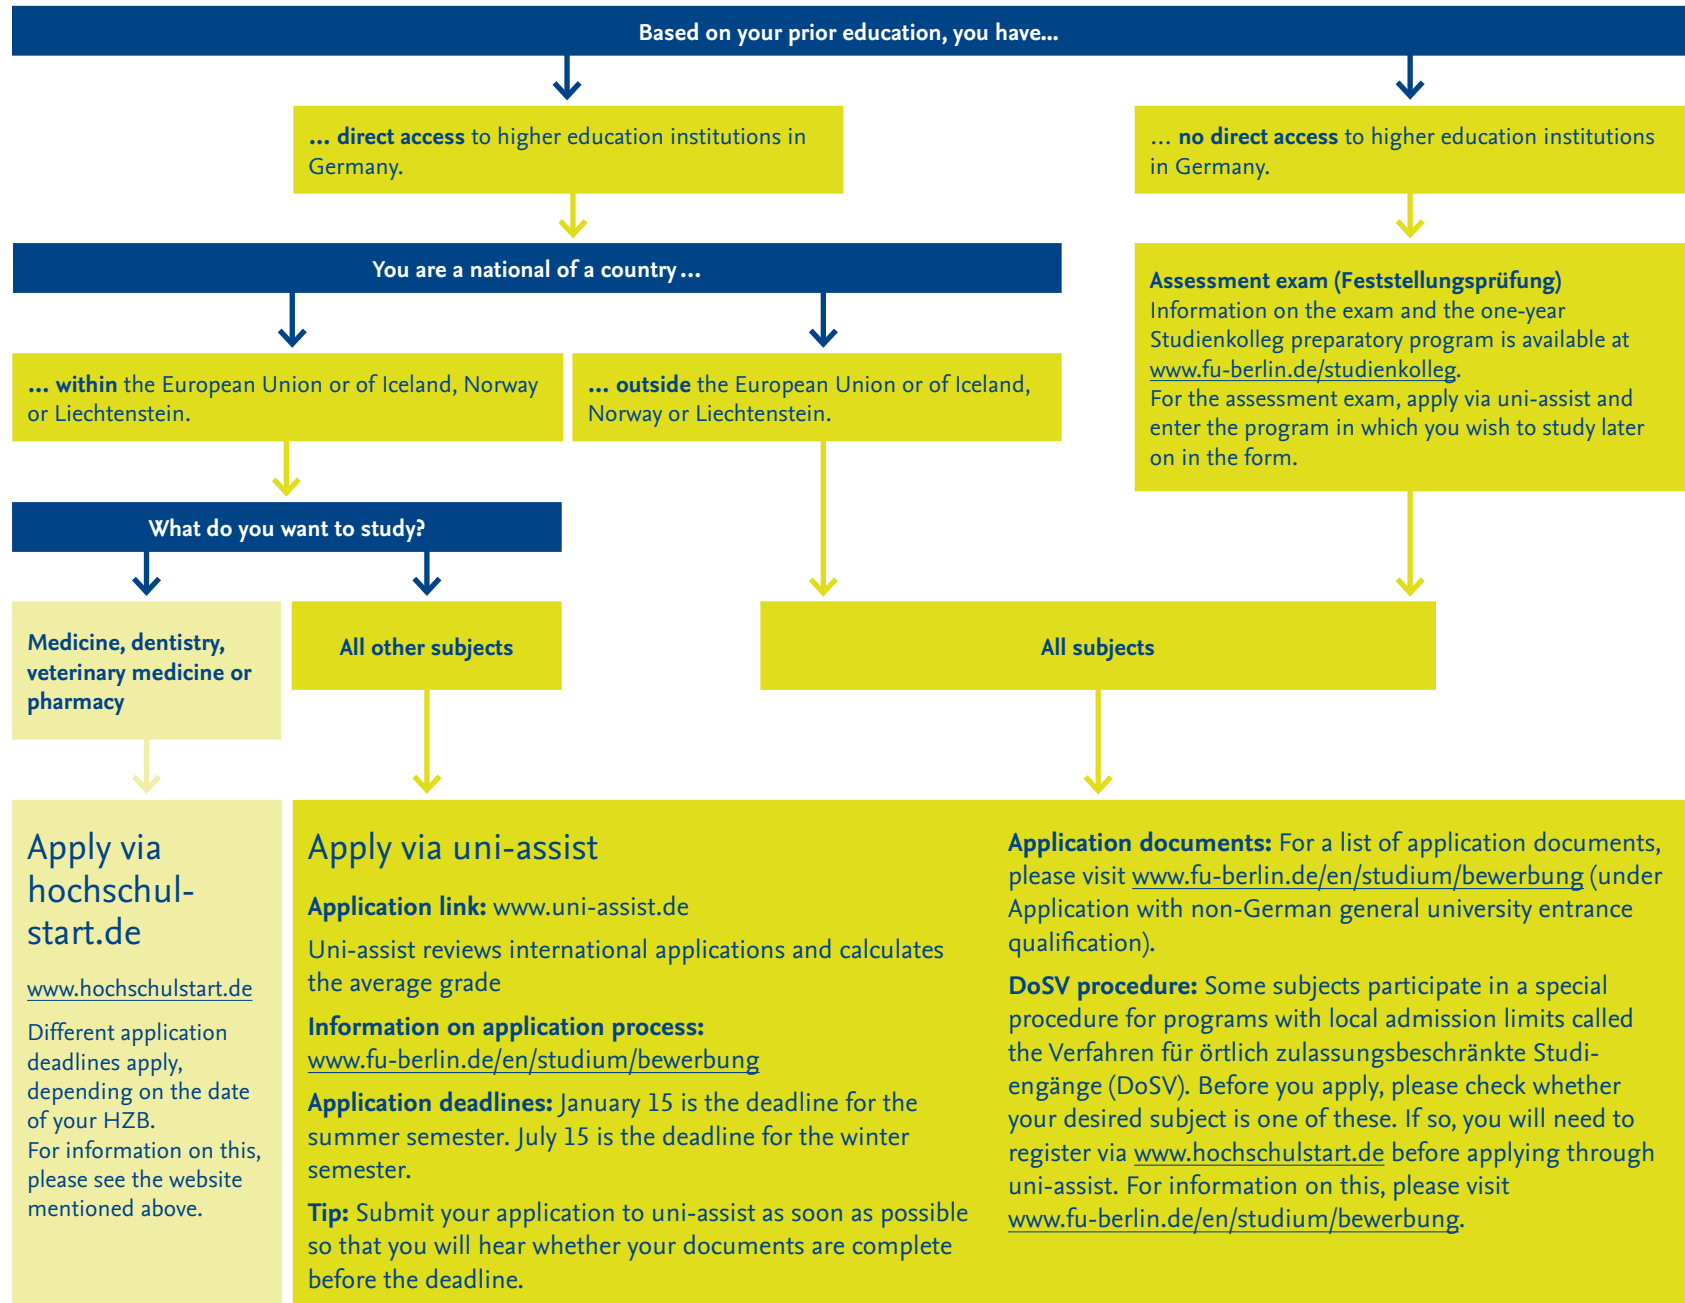 Based on your prior education, you have...
... direct access to higher education institutions in
Germany.
... no direct access to higher education institutions
in Germany.
You are a national of a country ...
Assessment exam (Feststellungsprüfung)
Information on the exam and the one-year
Studienkolleg preparatory program is available at
www.fu-berlin.de/studienkolleg.
For the assessment exam, apply via uni-assist and
enter the program in which you wish to study later
on in the form.
... within the European Union or of Iceland, Norway
or Liechtenstein.
... outside the European Union or of Iceland,
Norway or Liechtenstein.
What do you want to study?
Medicine, dentistry,
veterinary medicine or
pharmacy
All other subjects
All subjects
Apply via
hochschul-
start.de
www.hochschulstart.de
Different application
deadlines apply,
depending on the date
of your HZB.
For information on this,
please see the website
mentioned above.
Apply via uni-assist
Application link: www.uni-assist.de
Uni-assist reviews international applications and calculates
the average grade
Information on application process:
www.fu-berlin.de/en/studium/bewerbung
Application deadlines: January 15 is the deadline for the
summer semester. July 15 is the deadline for the winter
semester.
Tip: Submit your application to uni-assist as soon as possible
so that you will hear whether your documents are complete
before the deadline.
Application documents: For a list of application documents,
please visit www.fu-berlin.de/en/studium/bewerbung (under
Application with non-German general university entrance
qualification).
DoSV procedure: Some subjects participate in a special
procedure for programs with local admission limits called
the Verfahren für örtlich zulassungsbeschränkte Studi-
engänge (DoSV). Before you apply, please check whether
your desired subject is one of these. If so, you will need to
register via www.hochschulstart.de before applying through
uni-assist. For information on this, please visit
www.fu-berlin.de/en/studium/bewerbung.